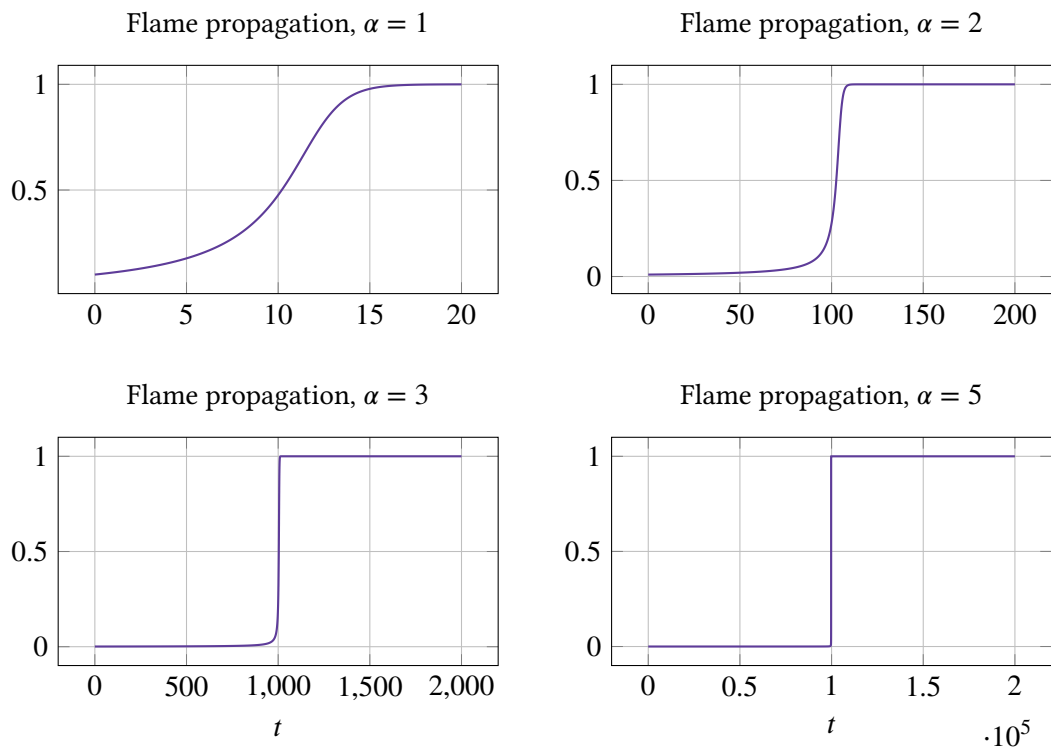 Flame propagation, α = 1
1
0.5
0 5 10 15 20
Flame propagation, α = 2
1
0.5
0
0 50 100 150 200
Flame propagation, α = 3
1
0.5
0
0 500 1,000 1,500 2,000
t
Flame propagation, α = 5
1
0.5
0
0 0.5 1 1.5 2
t
·10⁵